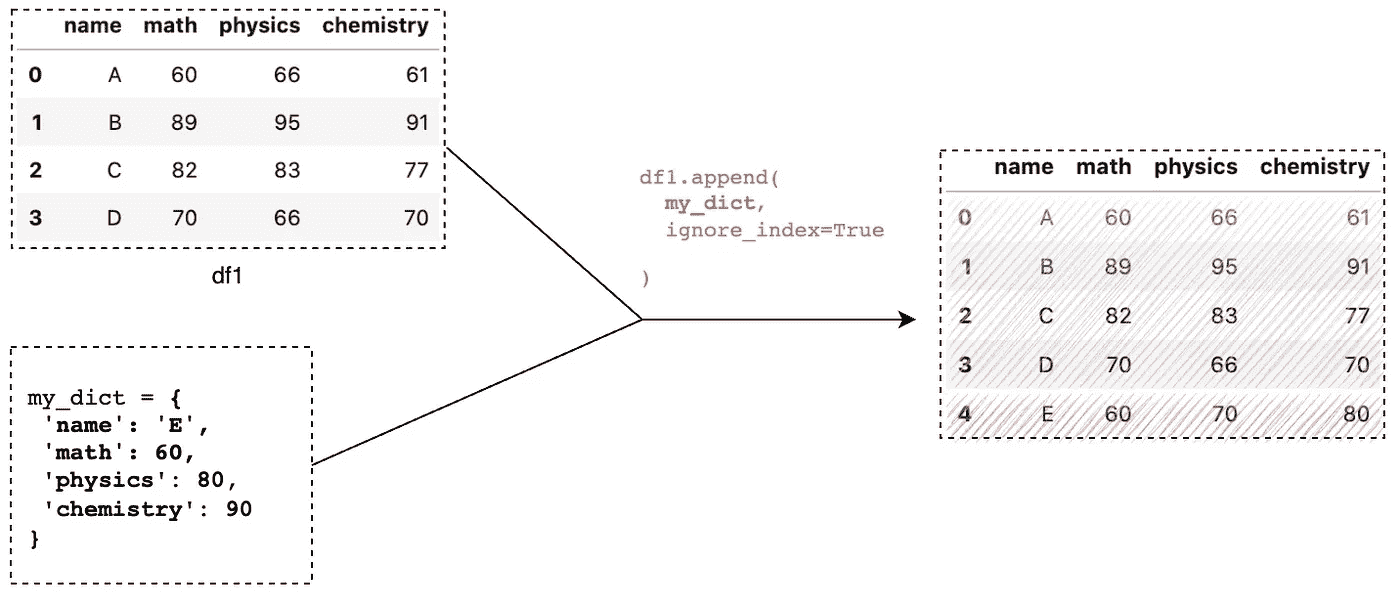 name math physics chemistry
0 A 60 66 61
1 B 89 95 91
2 C 82 83 77
3 D 70 66 70
df1
my_dict = {
'name': 'E',
'math': 60,
'physics': 80,
'chemistry': 90
}
df1.append(
my_dict,
ignore_index=True
)
name math physics chemistry
0 A 60 66 61
1 B 89 95 91
2 C 82 83 77
3 D 70 66 70
4 E 60 70 80